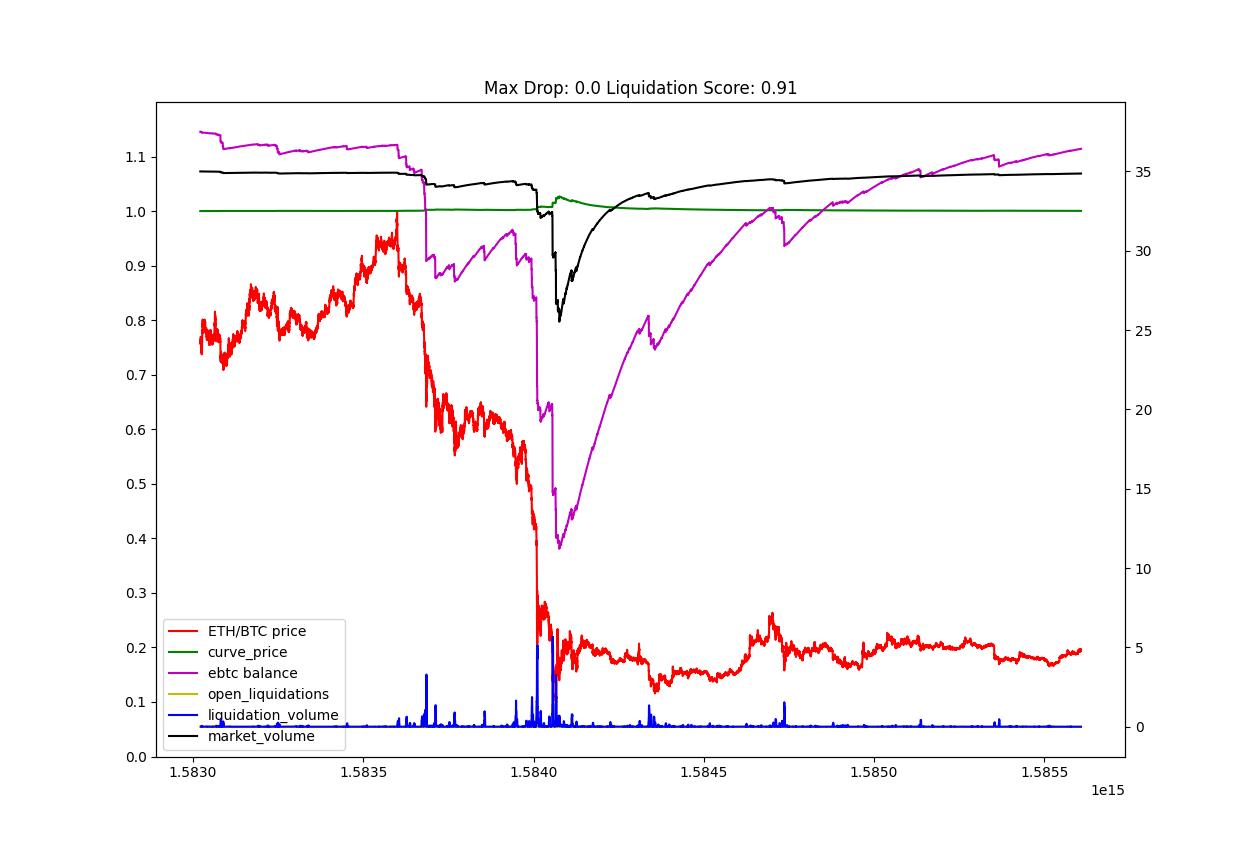 Max Drop: 0.0 Liquidation Score: 0.91
1.1
1.0
0.9
0.8
0.7
0.6
0.5
0.4
0.3
0.2
0.1
0.0
35
30
25
20
15
10
5
0
ETH/BTC price
curve_price
ebtc balance
open_liquidations
liquidation_volume
market_volume
1.5830 1.5835 1.5840 1.5845 1.5850 1.5855
1e15